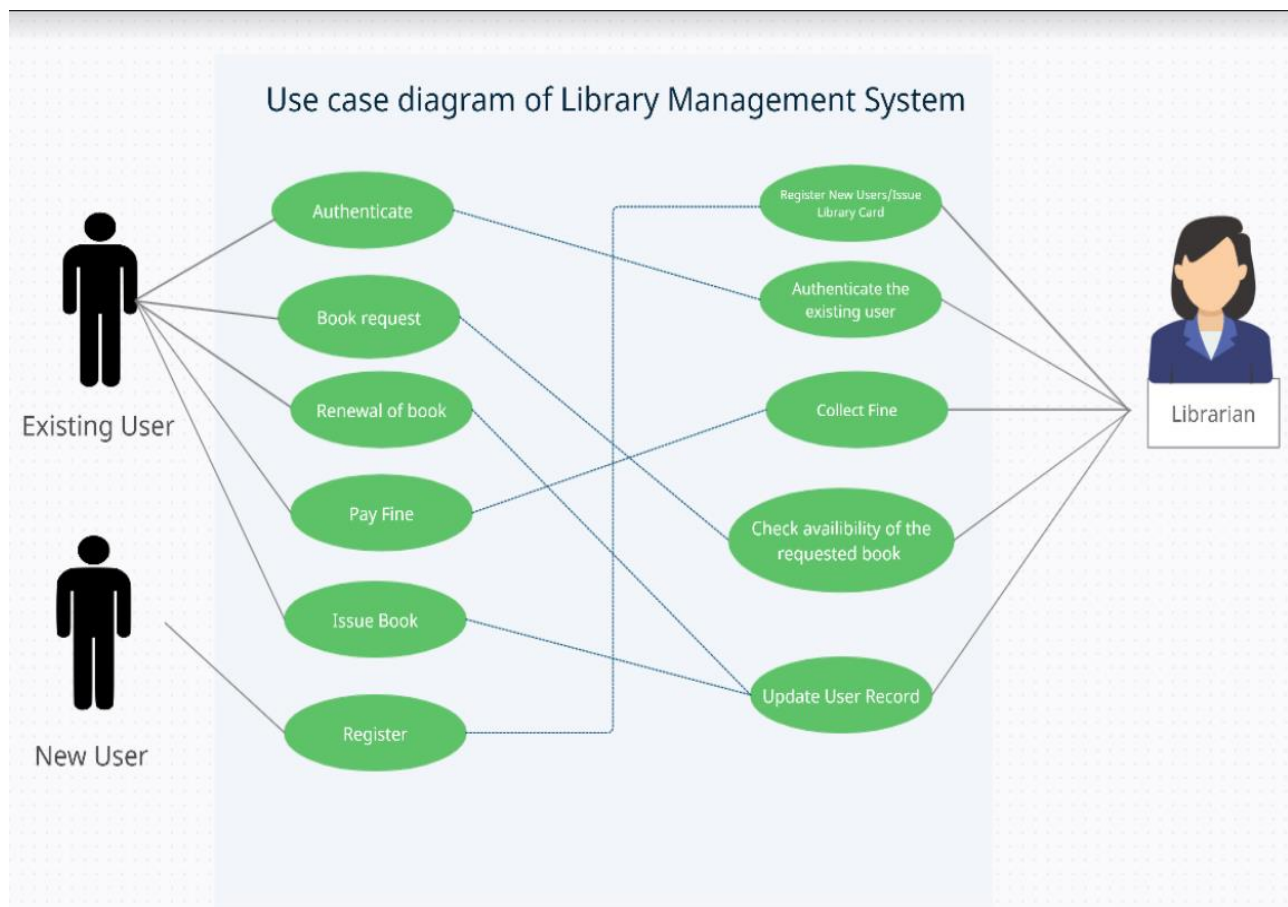 Use case diagram of Library Management System
Authenticate
Book request
Renewal of book
Pay Fine
Issue Book
Register
Register New Users/Issue
Library Card
Authenticate the
existing user
Collect Fine
Check availibility of the
requested book
Update User Record
Existing User
New User
Librarian